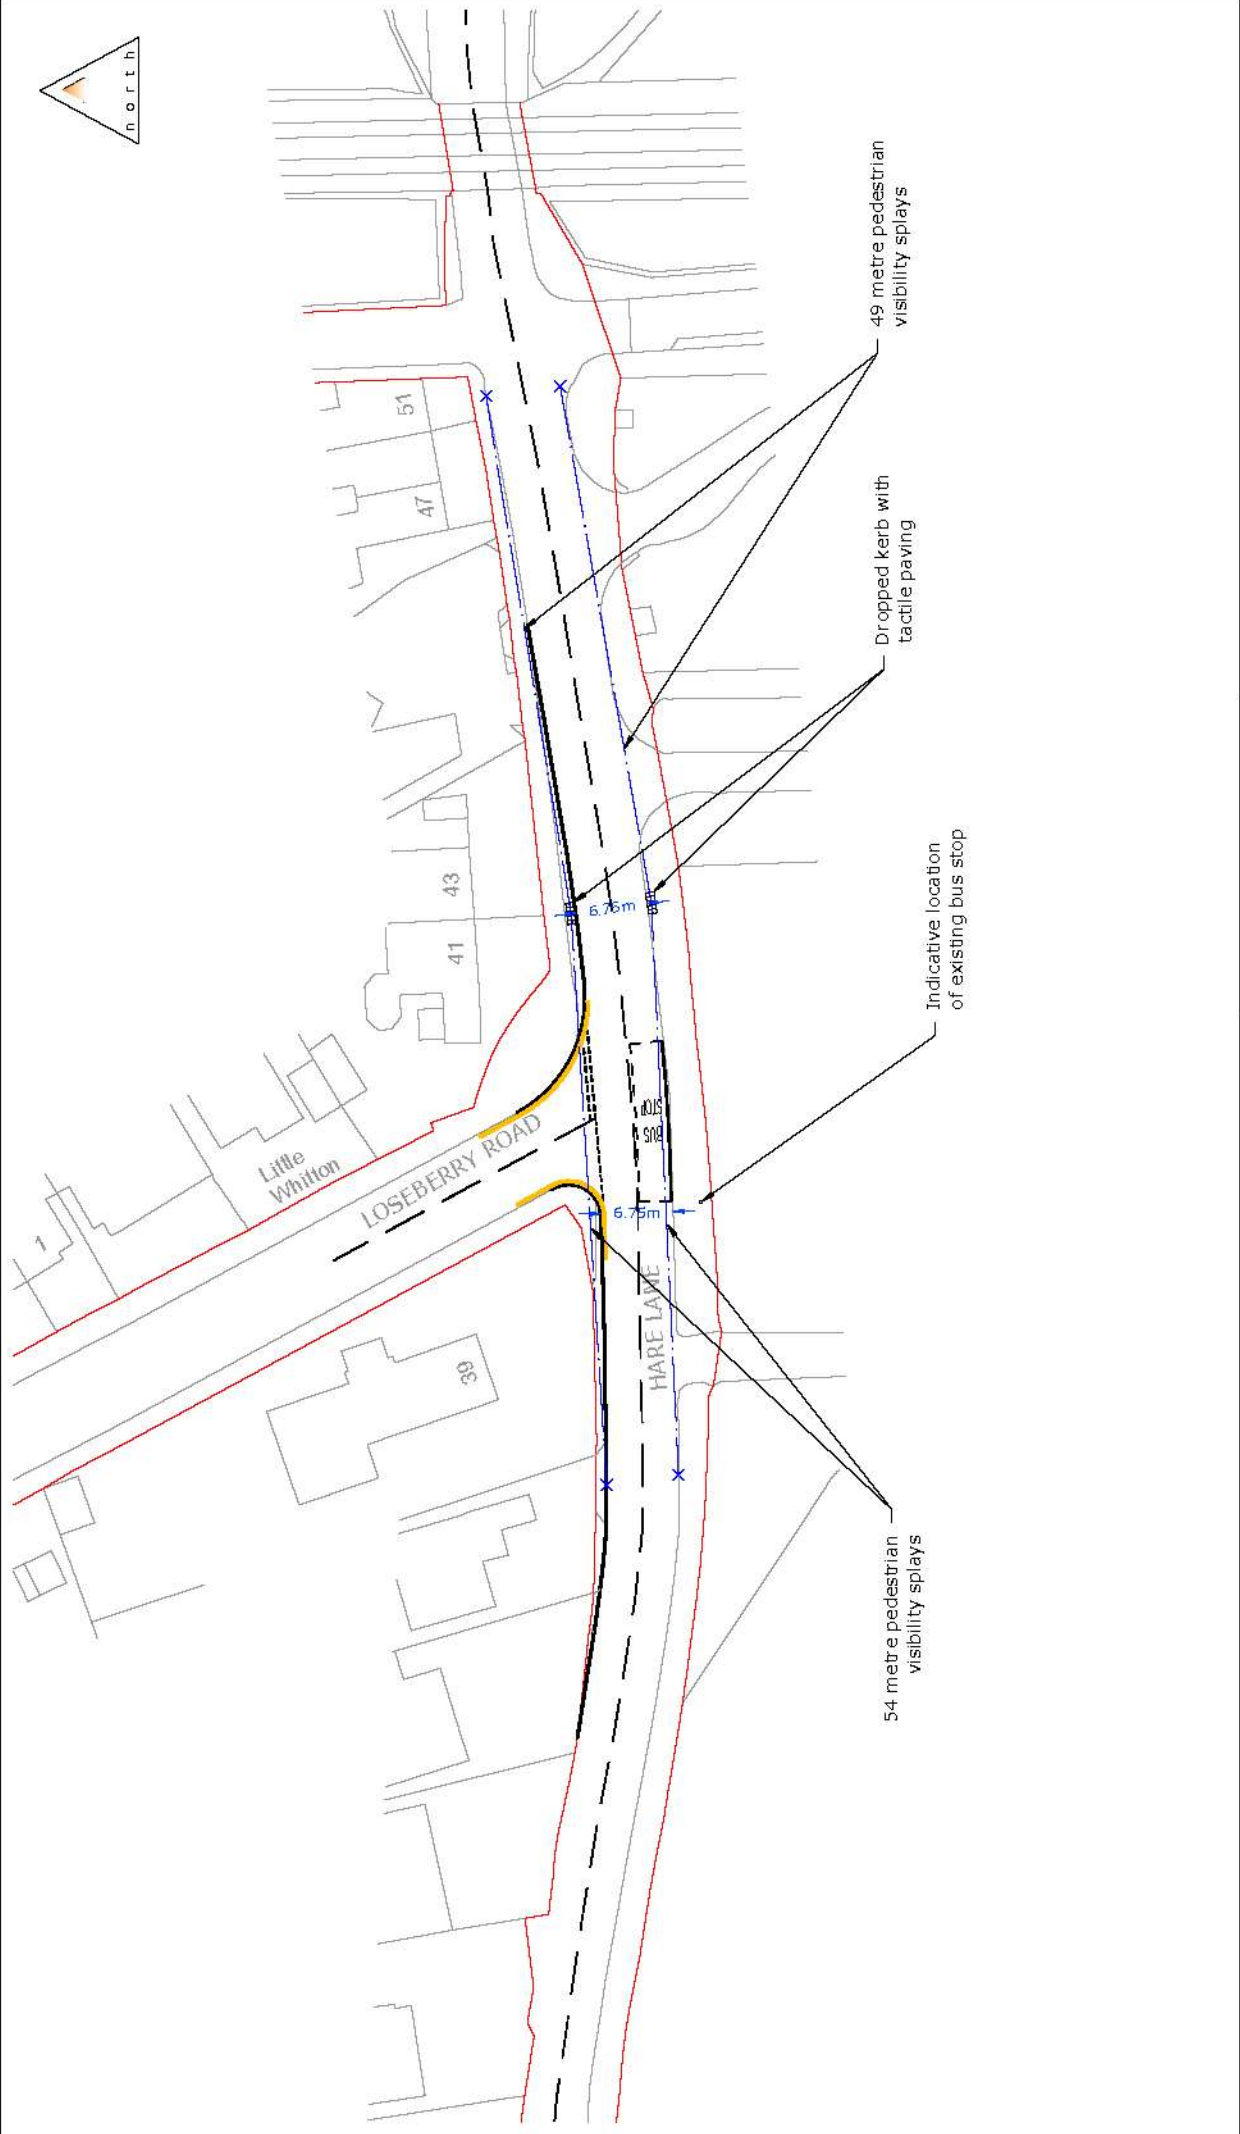 north
49 metre pedestrian
visibility splays
Dropped kerb with
tactile paving
Indicative location
of existing bus stop
54 metre pedestrian
visibility splays
51
47
43
41
39
1
Little
Whitton
LOSEBERRY ROAD
HARE LANE
6.75m
6.75m
BUS
STOP